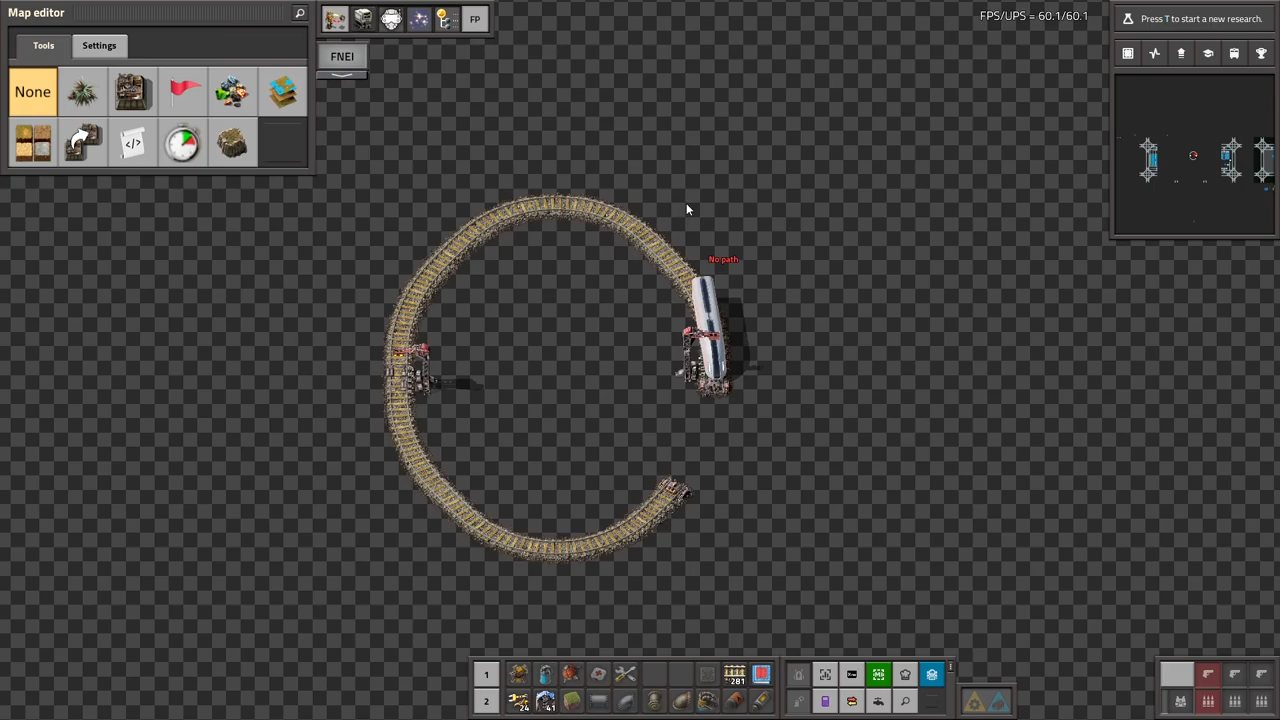 Map editor
FP
FPS/UPS = 60.1/60.1
Press T to start a new research.
Tools
Settings
FNEI
None
</>
No path
1
281
2
24
41